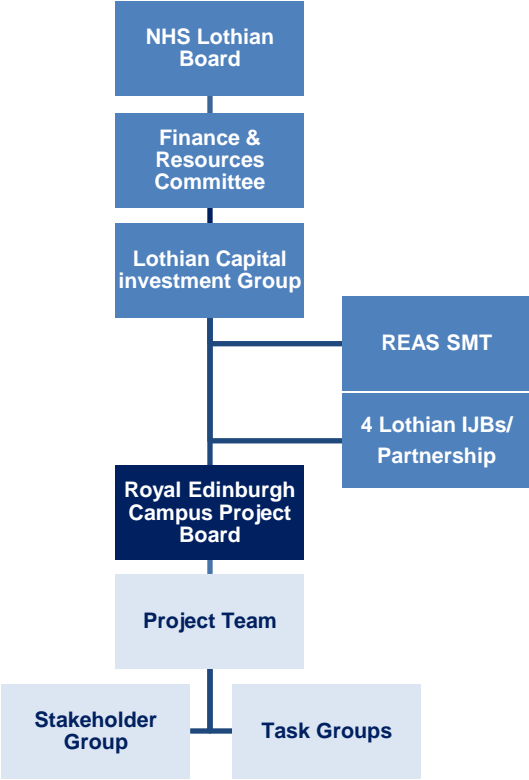 NHS Lothian
Board
Finance &
Resources
Committee
Lothian Capital
investment Group
REAS SMT
4 Lothian IJBs/
Partnership
Royal Edinburgh
Campus Project
Board
Project Team
Stakeholder
Group
Task Groups